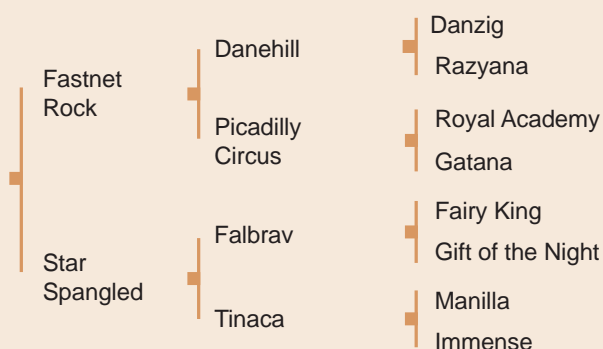 Fastnet
Rock
Star
Spangled
Danehill
Picadilly
Circus
Falbrav
Tinaca
Danzig
Razyana
Royal Academy
Gatana
Fairy King
Gift of the Night
Manilla
Immense